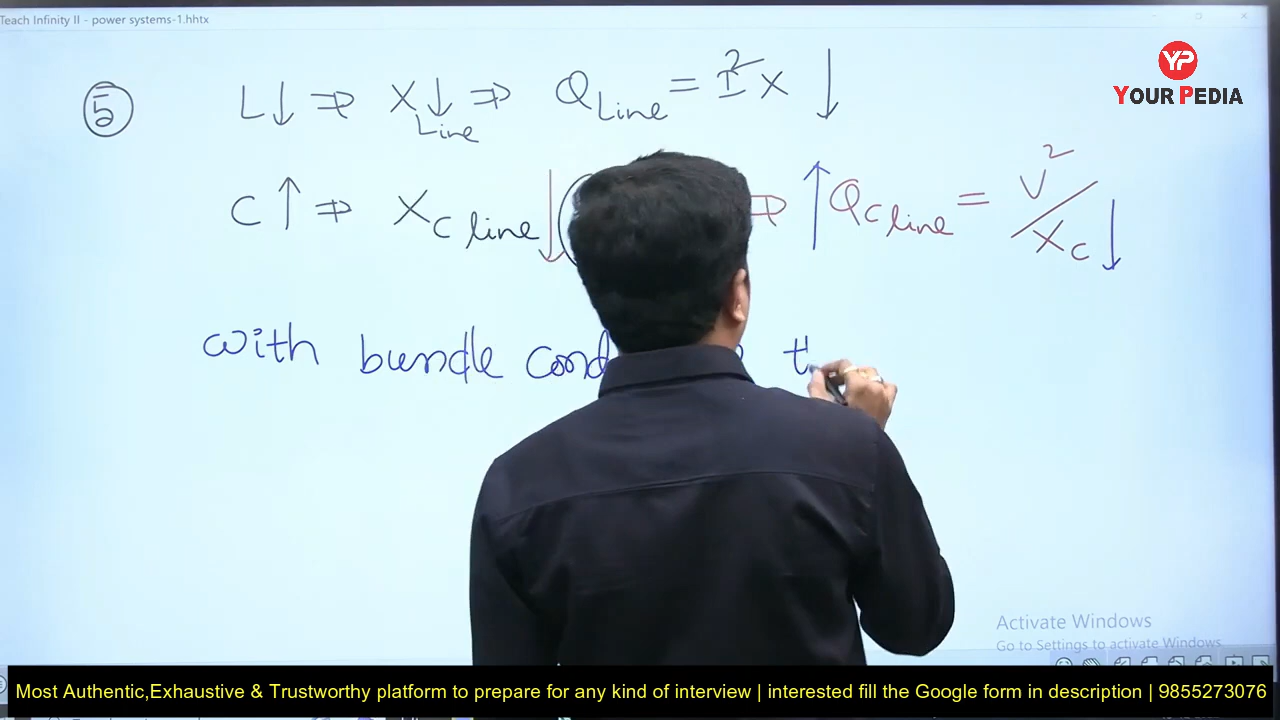 Teach Infinity II - power systems-1.hhtx
YP
YOUR PEDIA
5 L↓ ⇒ X Line ↓ ⇒ Q Line = I²X ↓
C↑ ⇒ X C line ↓ ( ⇒ ↑ Q C line = V²/X C ↓
with bundle
Activate Windows
Go to Settings to activate Windows.
Most Authentic,Exhaustive & Trustworthy platform to prepare for any kind of interview | interested fill the Google form in description | 9855273076